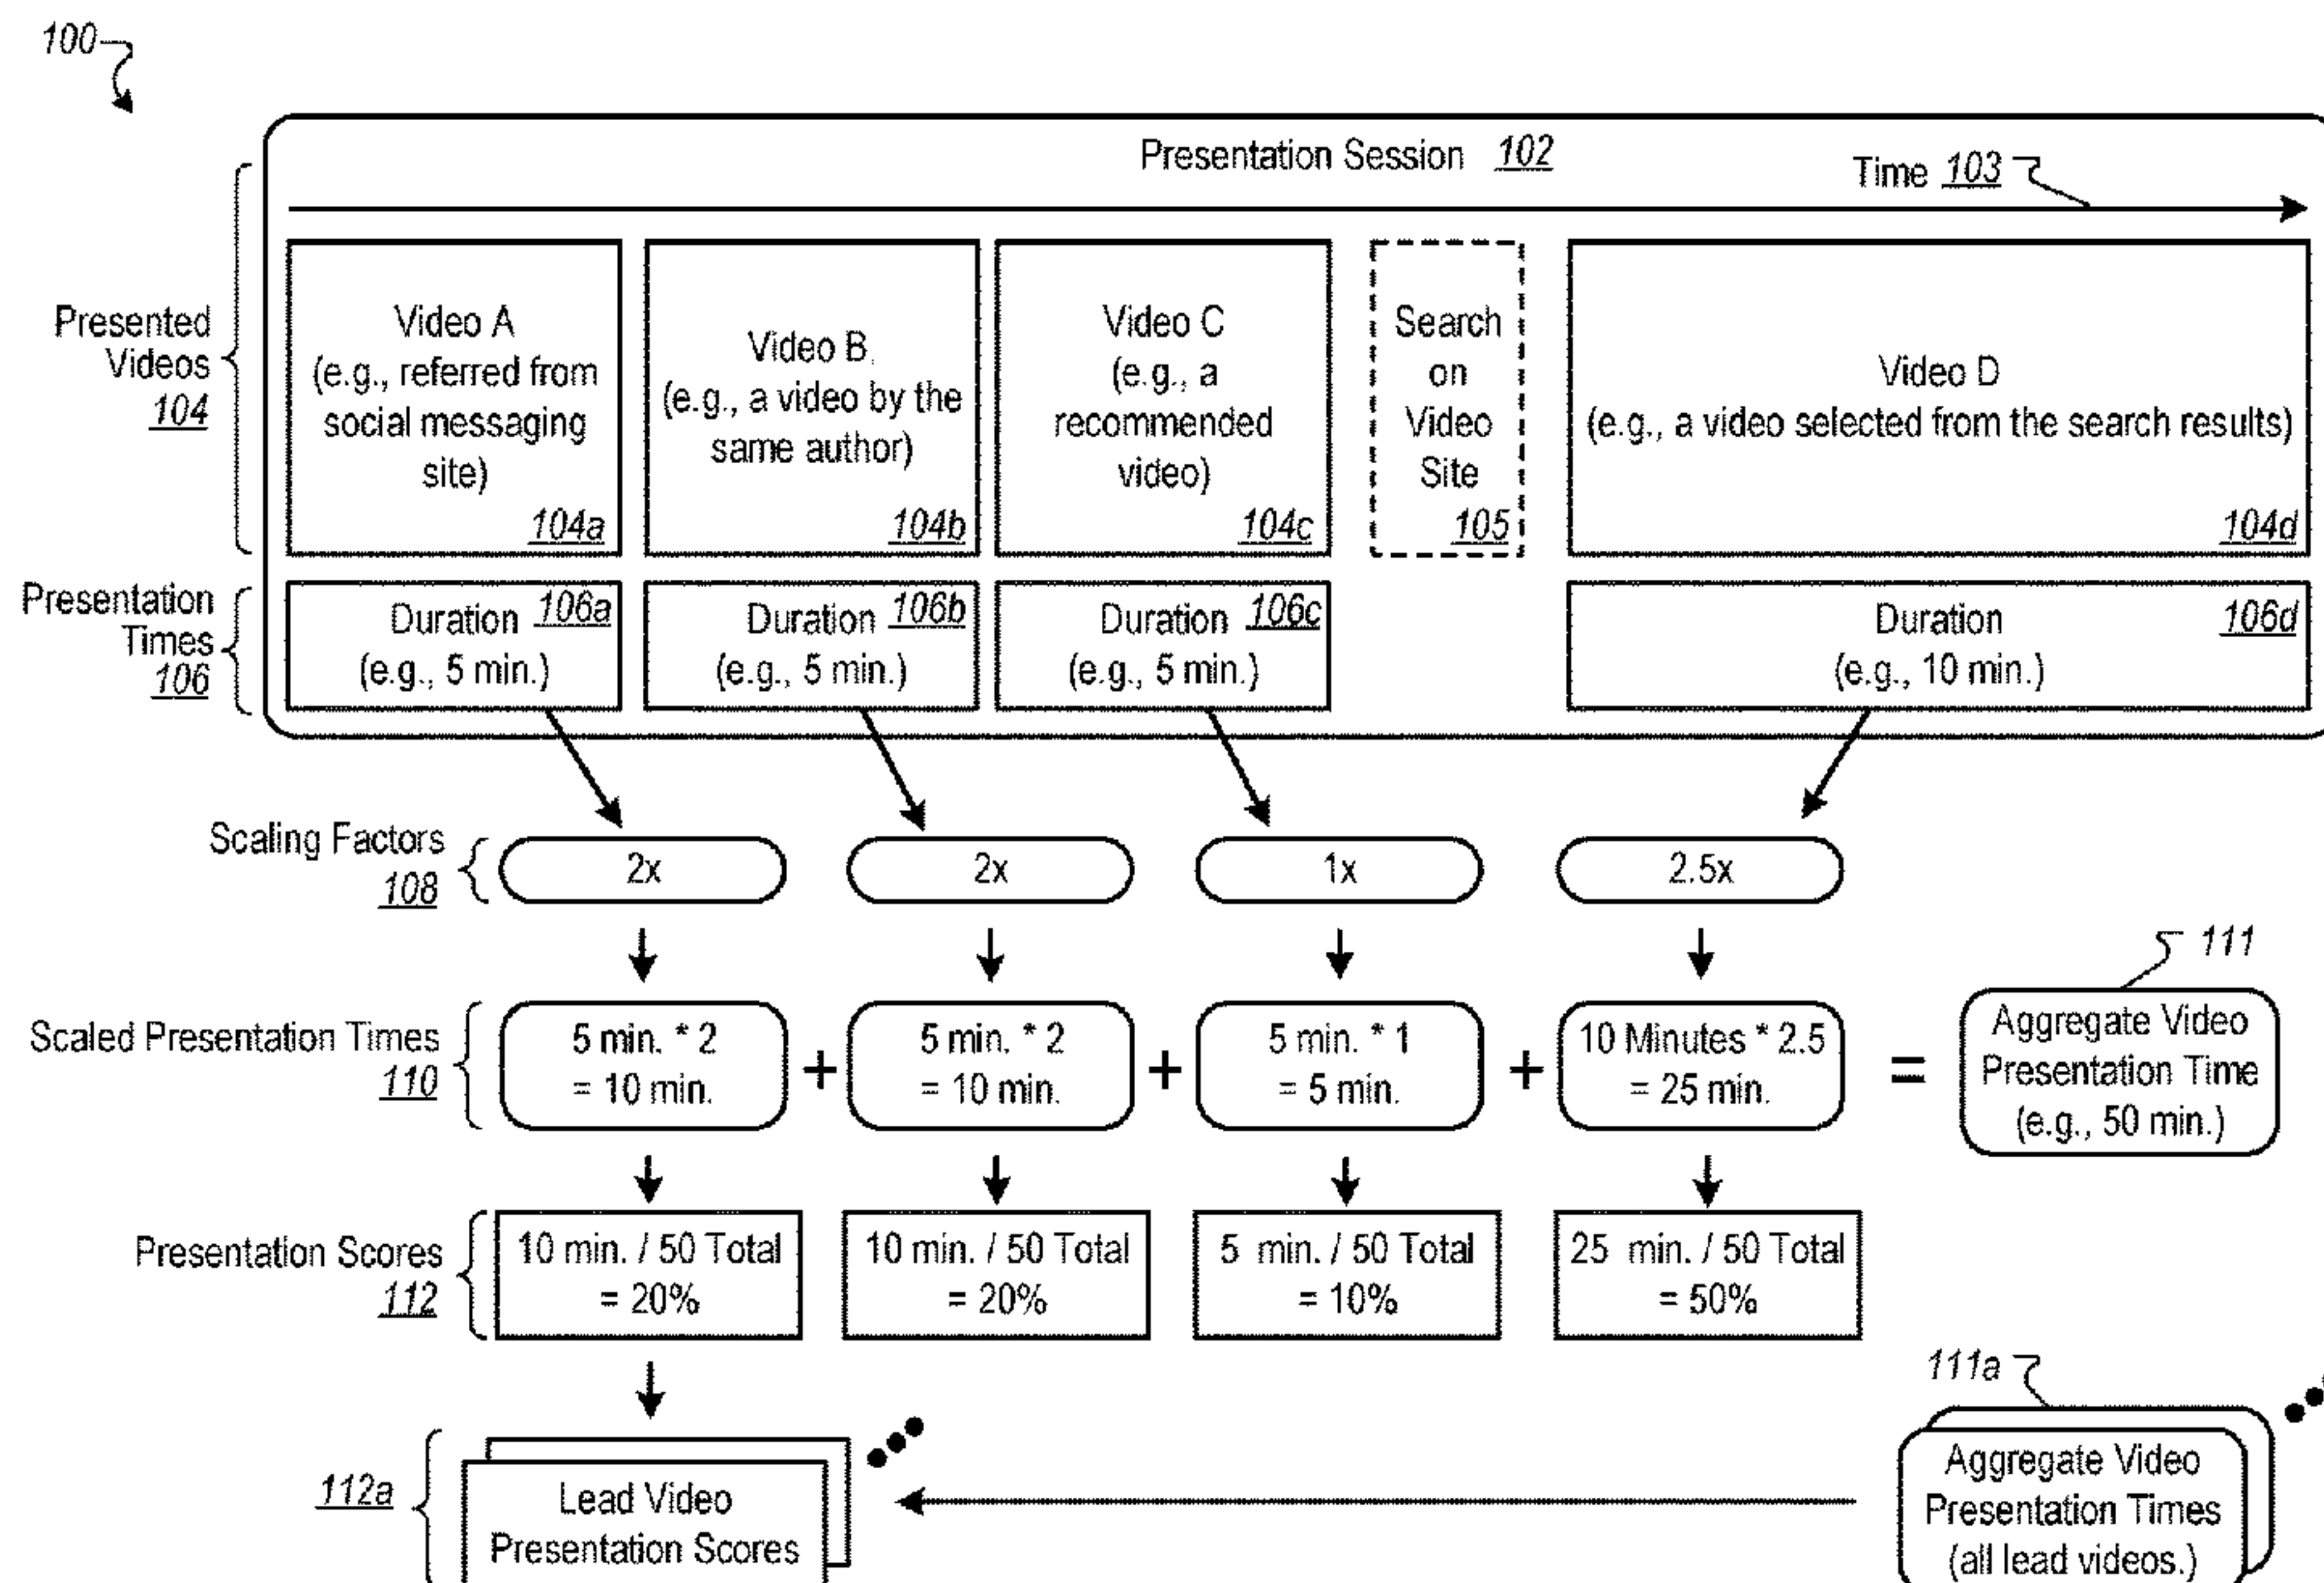 100
Presentation Session 102
Time 103
Presented
Videos
104
Video A
(e.g., referred from
social messaging
site)
104a
Video B.
(e.g., a video by the
same author)
104b
Video C
(e.g., a
recommended
video)
104c
Search
on
Video
Site
105
Video D
(e.g., a video selected from the search results)
104d
Presentation
Times
106
Duration 106a
(e.g., 5 min.)
Duration 106b
(e.g., 5 min.)
Duration 106c
(e.g., 5 min.)
Duration 106d
(e.g., 10 min.)
Scaling Factors
108
2x
2x
1x
2.5x
Scaled Presentation Times
110
5 min. * 2
= 10 min.
+
5 min. * 2
= 10 min.
+
5 min. * 1
= 5 min.
+
10 Minutes * 2.5
= 25 min.
=
111
Aggregate Video
Presentation Time
(e.g., 50 min.)
Presentation Scores
112
10 min. / 50 Total
= 20%
10 min. / 50 Total
= 20%
5 min. / 50 Total
= 10%
25 min. / 50 Total
= 50%
112a
Lead Video
Presentation Scores
111a
Aggregate Video
Presentation Times
(all lead videos.)